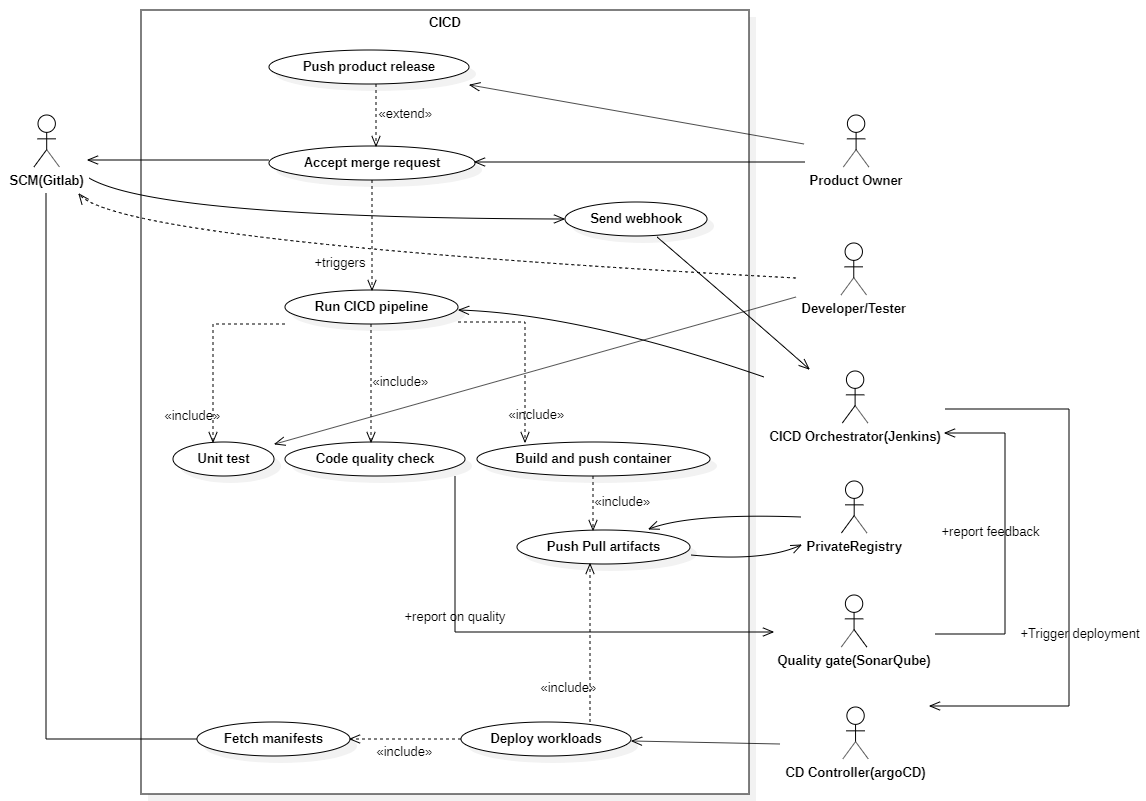 CICD
Push product release
«extend»
SCM(Gitlab)
Accept merge request
Product Owner
Send webhook
+triggers
Run CICD pipeline
Developer/Tester
«include»
«include»
«include»
CICD Orchestrator(Jenkins)
Unit test
Code quality check
Build and push container
«include»
+report feedback
Push Pull artifacts
PrivateRegistry
+report on quality
+Trigger deployment
Quality gate(SonarQube)
«include»
Fetch manifests
«include»
Deploy workloads
CD Controller(argoCD)